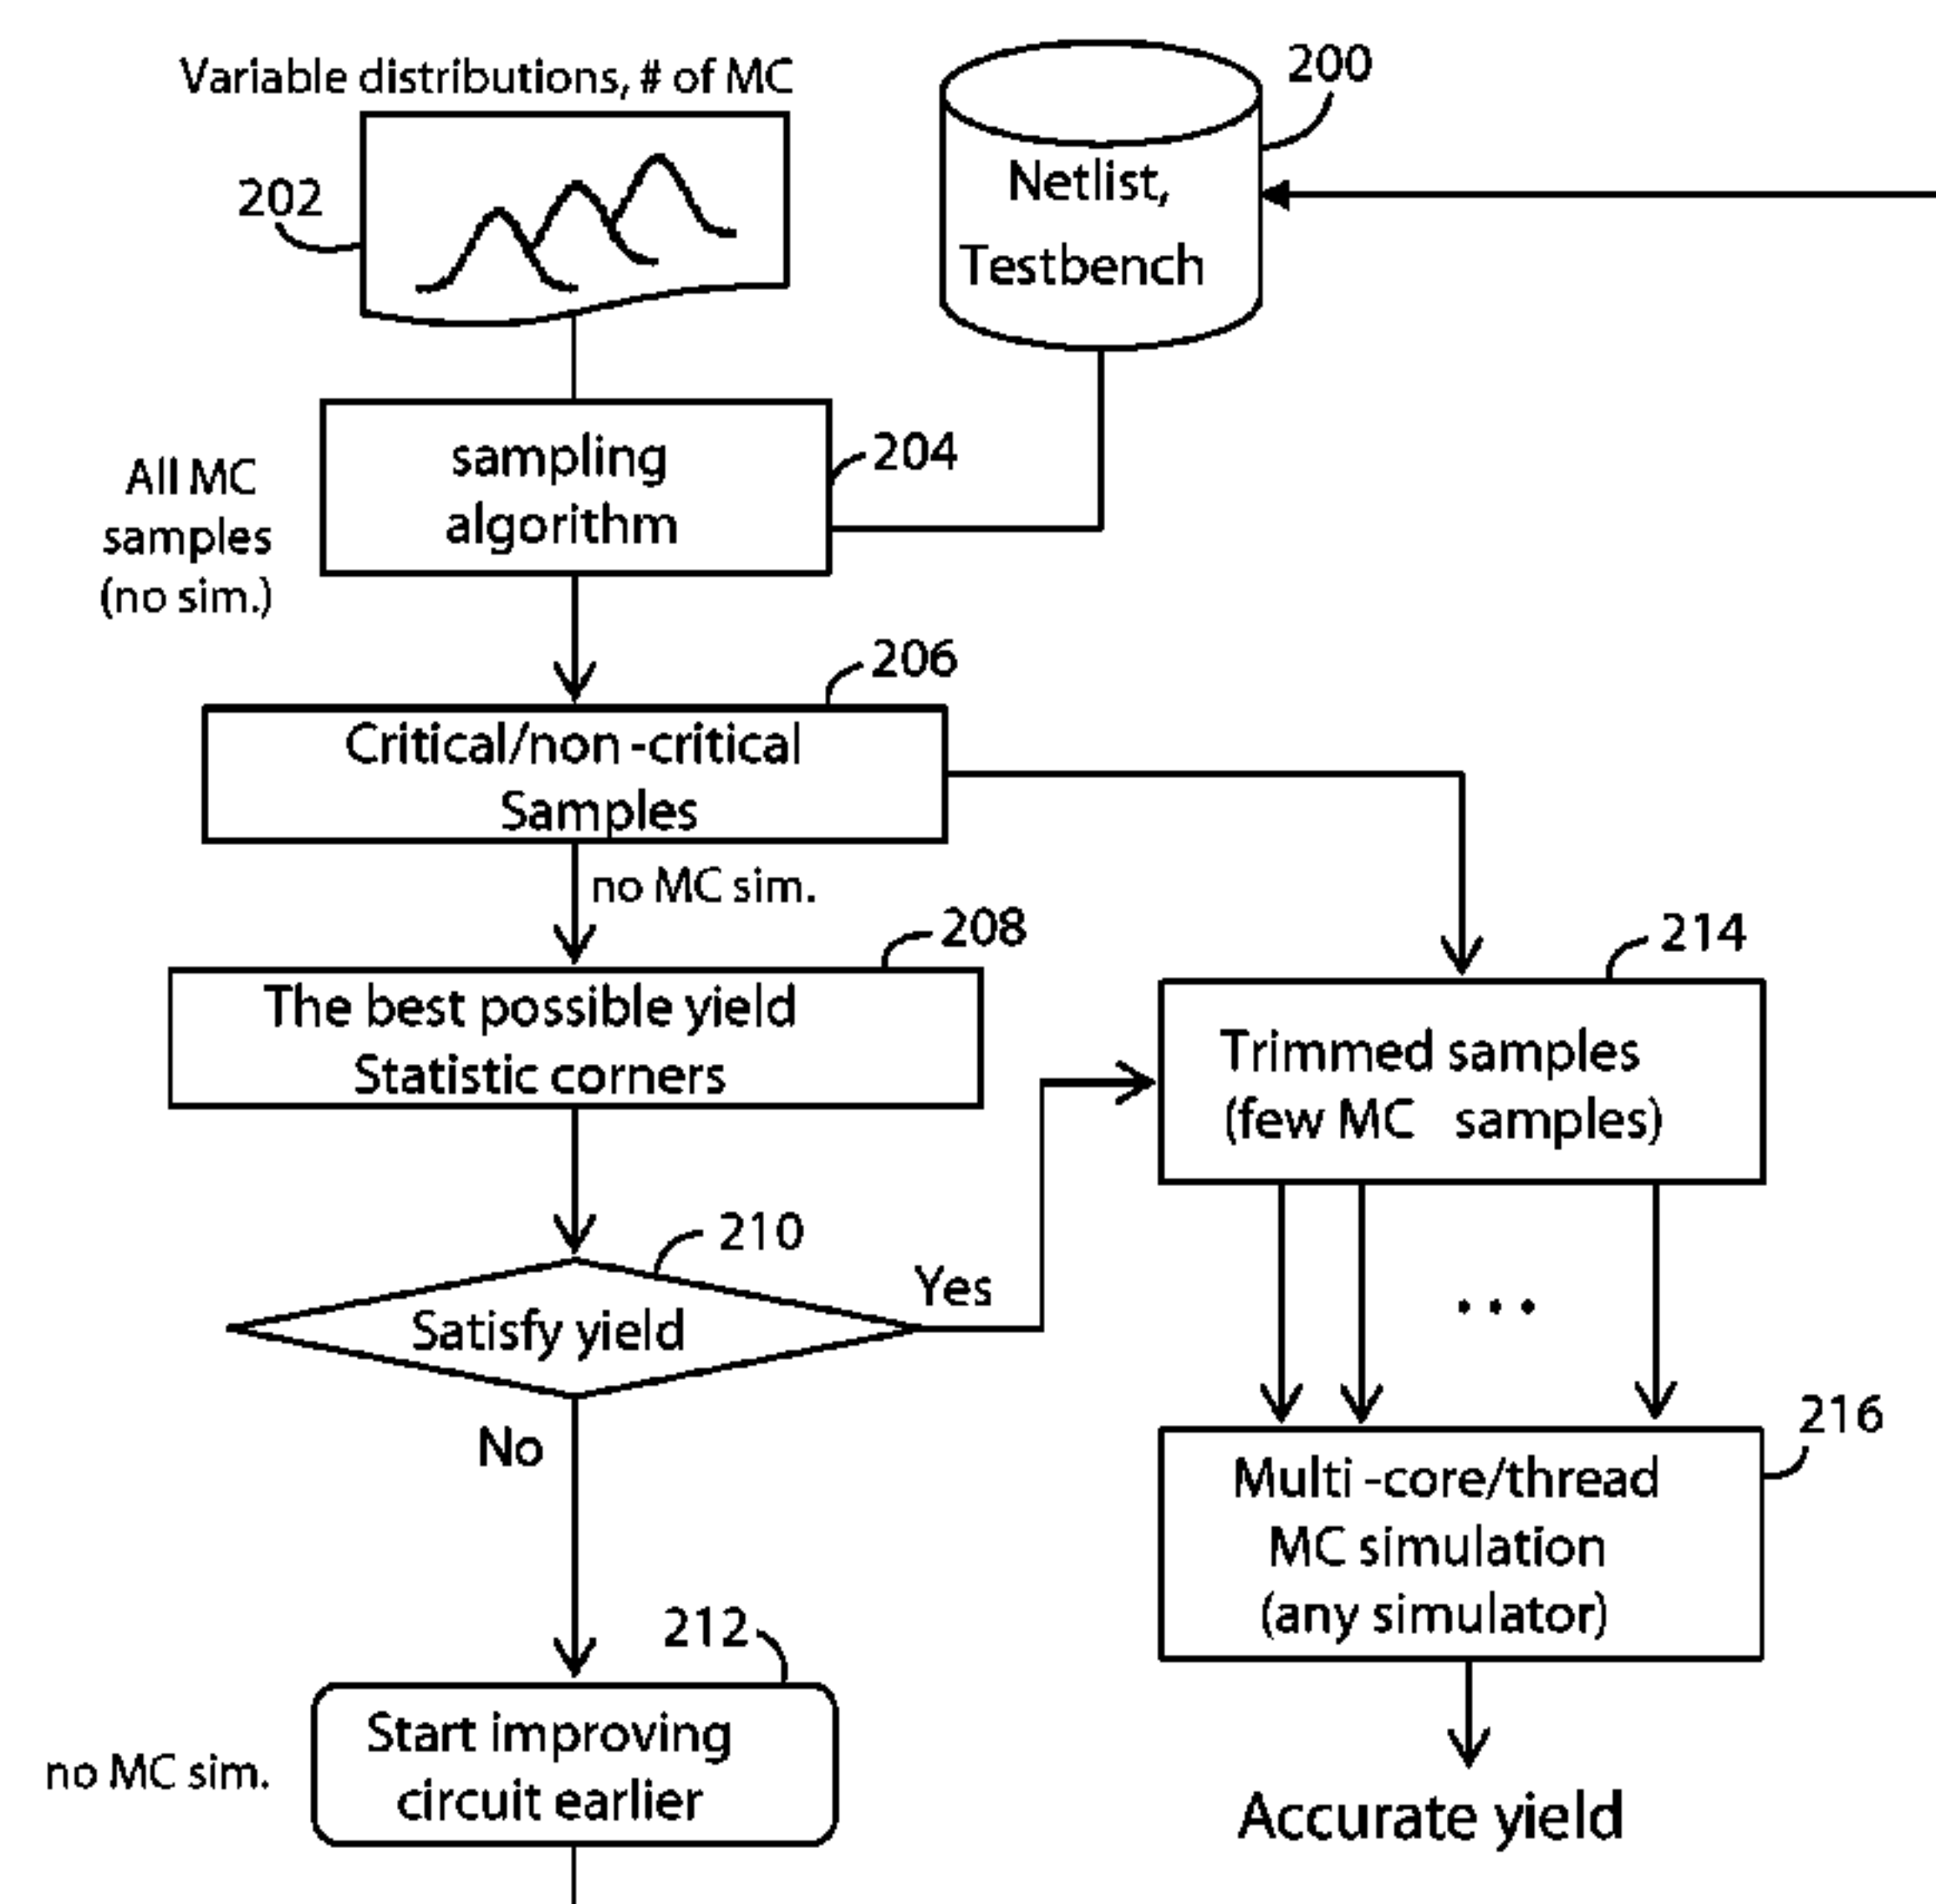 Variable distributions, # of MC
200
202
Netlist,
Testbench
All MC
samples
(no sim.)
sampling
algorithm
204
206
Critical/non-critical
Samples
no MC sim.
208
The best possible yield
Statistic corners
214
Trimmed samples
(few MC samples)
210
Satisfy yield
Yes
No
...
216
Multi-core/thread
MC simulation
(any simulator)
212
Start improving
circuit earlier
no MC sim.
Accurate yield